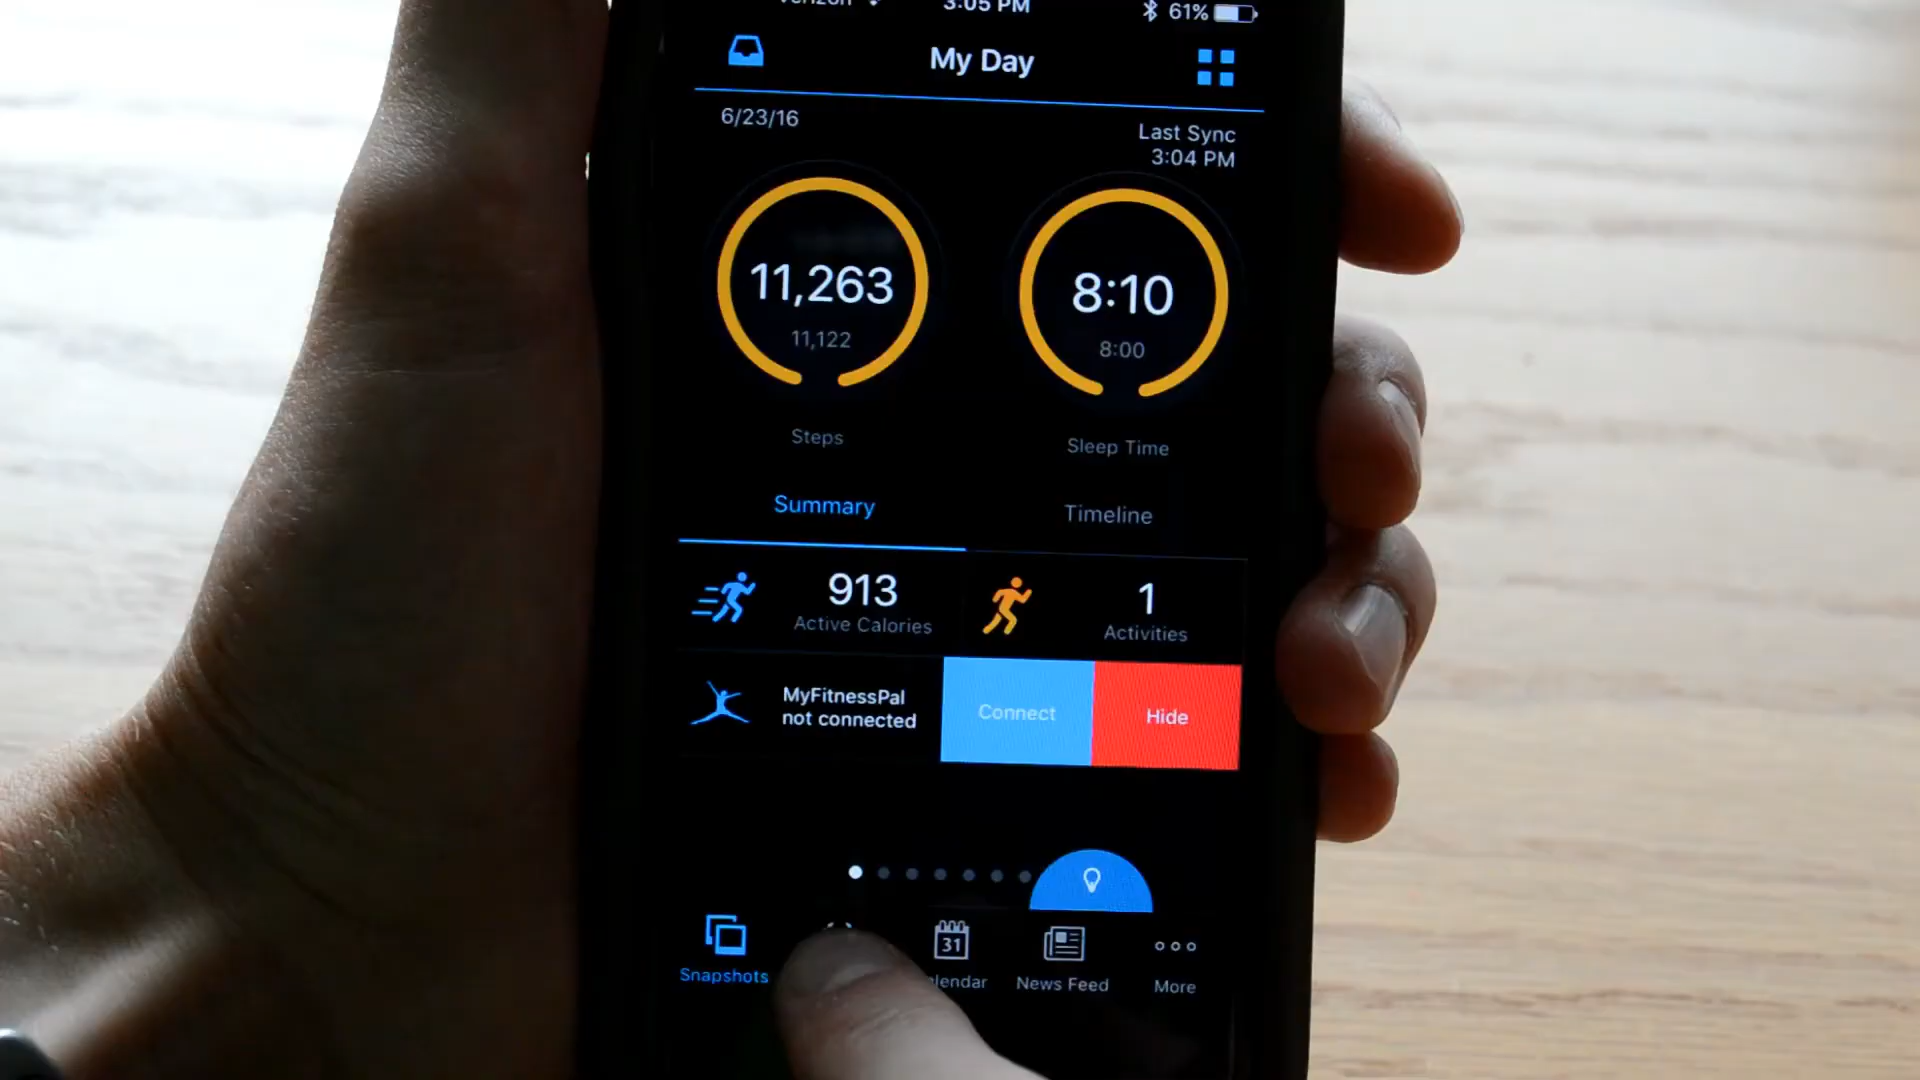 3:05 PM
61%
My Day
6/23/16
Last Sync
3:04 PM
11,263
11,122
Steps
8:10
8:00
Sleep Time
Summary
Timeline
913
Active Calories
1
Activities
MyFitnessPal
not connected
Connect
Hide
31
Snapshots
News Feed
More